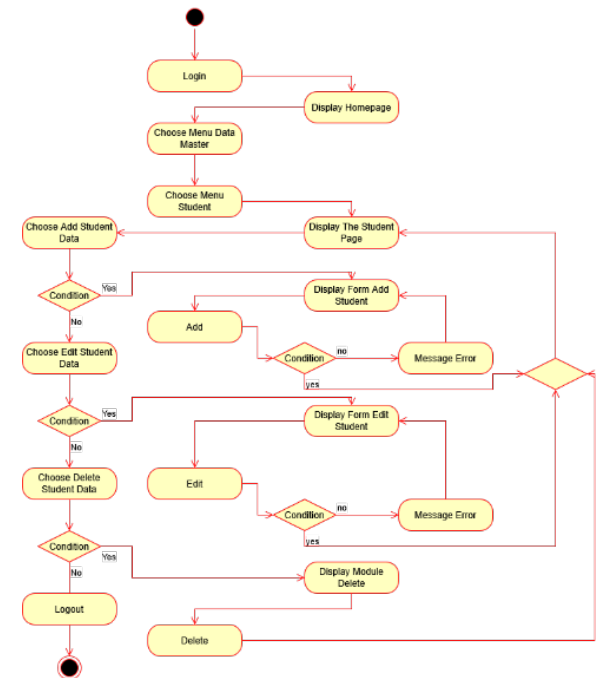 Login
Display Homepage
Choose Menu Data
Master
Choose Menu
Student
Choose Add Student
Data
Display The Student
Page
Condition
Yes
No
Display Form Add
Student
Add
Condition
no
yes
Message Error
Choose Edit Student
Data
Condition
Yes
No
Display Form Edit
Student
Edit
Condition
no
yes
Message Error
Choose Delete
Student Data
Condition
Yes
No
Display Module
Delete
Logout
Delete